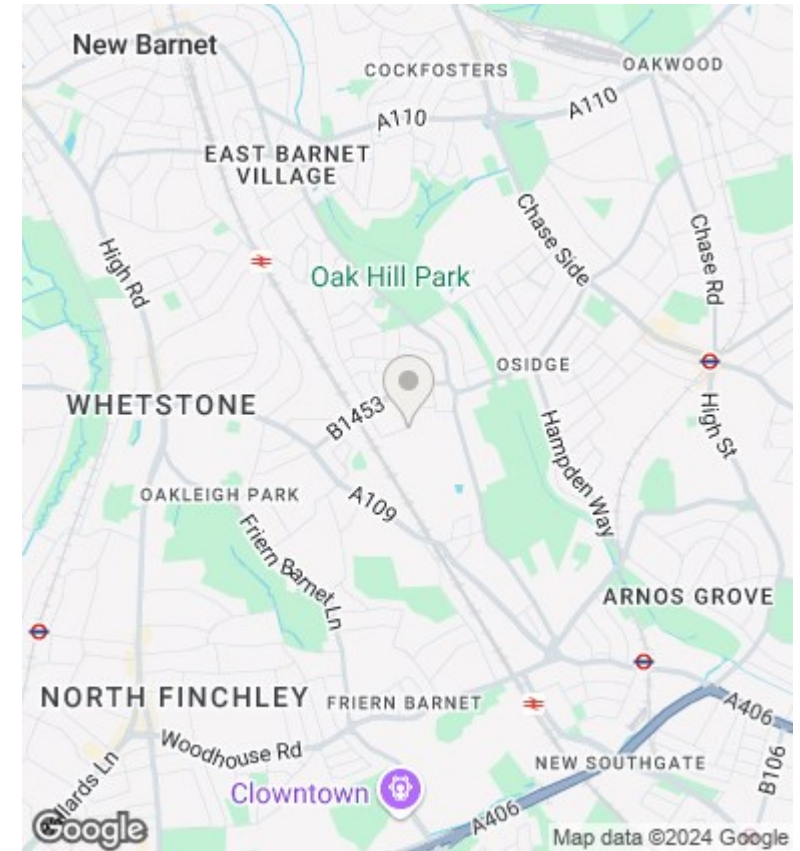 New Barnet
COCKFOSTERS
OAKWOOD
A110
A110
EAST BARNET
VILLAGE
Chase Side
Chase Rd
High Rd
Oak Hill Park
OSIDGE
WHETSTONE
B1453
Hampden Way
High St
OAKLEIGH PARK
A109
Friern Barnet Ln
ARNOS GROVE
NORTH FINCHLEY
FRIERN BARNET
A406
Woodhouse Rd
NEW SOUTHGATE
B106
Clowntown
A406
Google
Map data ©2024 Google